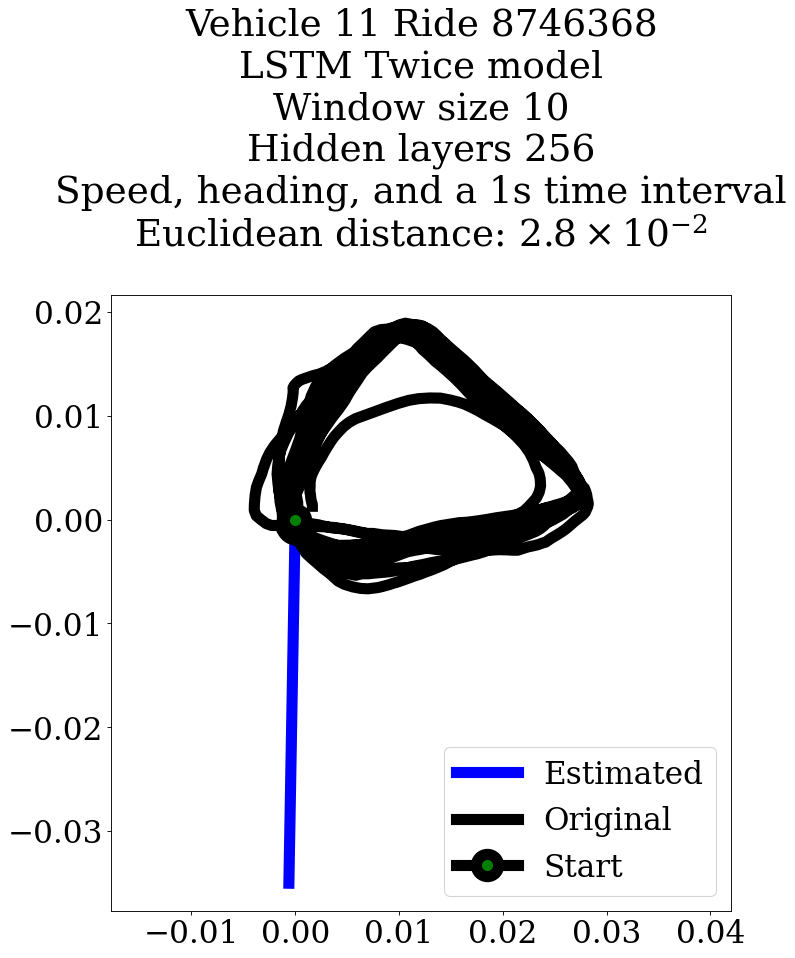 Vehicle 11 Ride 8746368
LSTM Twice model
Window size 10
Hidden layers 256
Speed, heading, and a 1s time interval
Euclidean distance: 2.8 × 10⁻²
0.02
0.01
0.00
−0.01
−0.02
−0.03
Estimated
Original
Start
−0.01 0.00 0.01 0.02 0.03 0.04